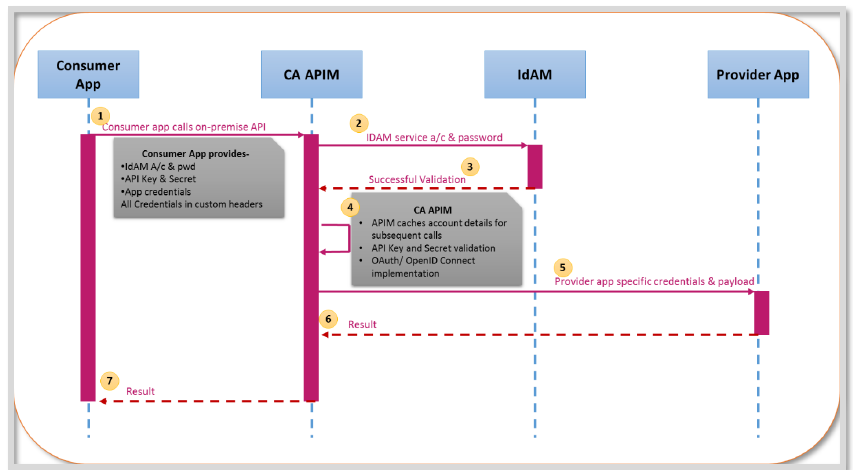 Consumer
App
CA APIM
IdAM
Provider App
1
Consumer app calls on-premise API
2
IDAM service a/c & password
Consumer App provides-
•IdAM A/c & pwd
•API Key & Secret
•App credentials
All Credentials in custom headers
3
Successful Validation
4
CA APIM
• APIM caches account details for
subsequent calls
• API Key and Secret validation
• OAuth/ OpenID Connect
implementation
5
Provider app specific credentials & payload
6
Result
7
Result